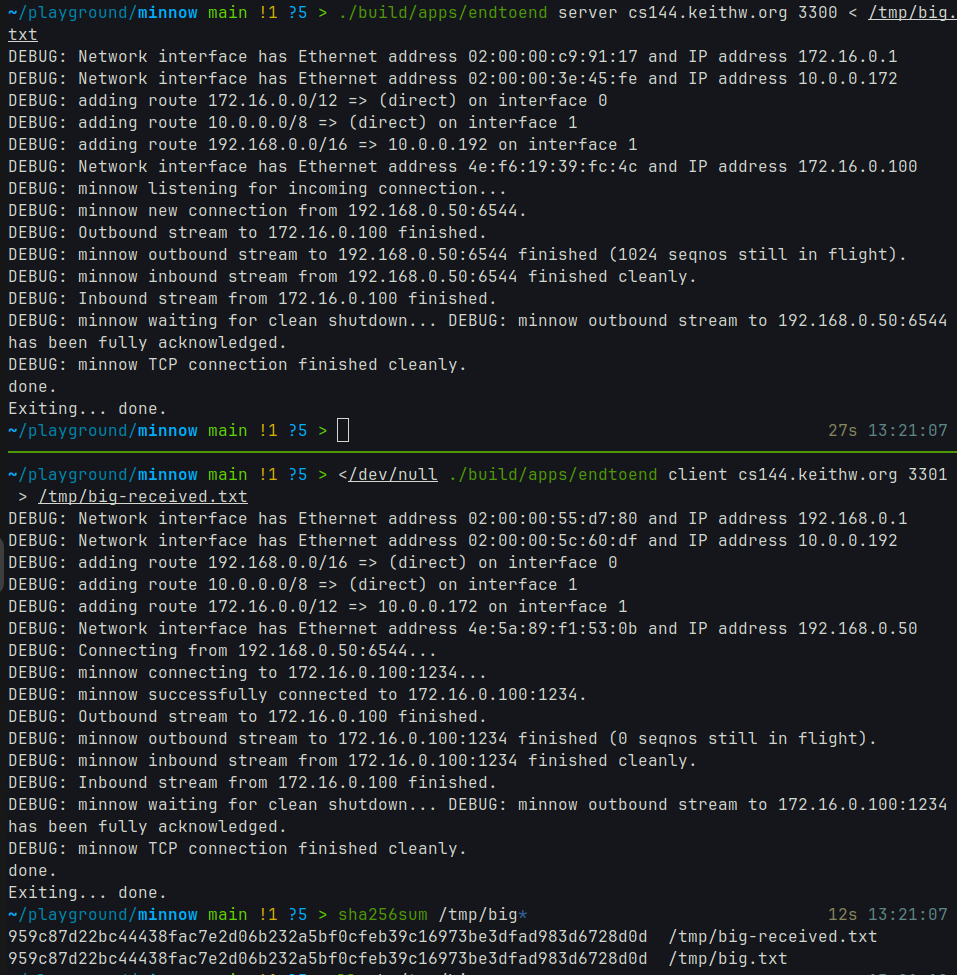 ~/playground/minnow main !1 ?5 > ./build/apps/endtoend server cs144.keithw.org 3300 < /tmp/big.
txt
DEBUG: Network interface has Ethernet address 02:00:00:c9:91:17 and IP address 172.16.0.1
DEBUG: Network interface has Ethernet address 02:00:00:3e:45:fe and IP address 10.0.0.172
DEBUG: adding route 172.16.0.0/12 => (direct) on interface 0
DEBUG: adding route 10.0.0.0/8 => (direct) on interface 1
DEBUG: adding route 192.168.0.0/16 => 10.0.0.192 on interface 1
DEBUG: Network interface has Ethernet address 4e:f6:19:39:fc:4c and IP address 172.16.0.100
DEBUG: minnow listening for incoming connection...
DEBUG: minnow new connection from 192.168.0.50:6544.
DEBUG: Outbound stream to 172.16.0.100 finished.
DEBUG: minnow outbound stream to 192.168.0.50:6544 finished (1024 seqnos still in flight).
DEBUG: minnow inbound stream from 192.168.0.50:6544 finished cleanly.
DEBUG: Inbound stream from 172.16.0.100 finished.
DEBUG: minnow waiting for clean shutdown... DEBUG: minnow outbound stream to 192.168.0.50:6544
has been fully acknowledged.
DEBUG: minnow TCP connection finished cleanly.
done.
Exiting... done.
~/playground/minnow main !1 ?5 > 27s 13:21:07
~/playground/minnow main !1 ?5 > </dev/null ./build/apps/endtoend client cs144.keithw.org 3301
> /tmp/big-received.txt
DEBUG: Network interface has Ethernet address 02:00:00:55:d7:80 and IP address 192.168.0.1
DEBUG: Network interface has Ethernet address 02:00:00:5c:60:df and IP address 10.0.0.192
DEBUG: adding route 192.168.0.0/16 => (direct) on interface 0
DEBUG: adding route 10.0.0.0/8 => (direct) on interface 1
DEBUG: adding route 172.16.0.0/12 => 10.0.0.172 on interface 1
DEBUG: Network interface has Ethernet address 4e:5a:89:f1:53:0b and IP address 192.168.0.50
DEBUG: Connecting from 192.168.0.50:6544...
DEBUG: minnow connecting to 172.16.0.100:1234...
DEBUG: minnow successfully connected to 172.16.0.100:1234.
DEBUG: Outbound stream to 172.16.0.100 finished.
DEBUG: minnow outbound stream to 172.16.0.100:1234 finished (0 seqnos still in flight).
DEBUG: minnow inbound stream from 172.16.0.100:1234 finished cleanly.
DEBUG: Inbound stream from 172.16.0.100 finished.
DEBUG: minnow waiting for clean shutdown... DEBUG: minnow outbound stream to 172.16.0.100:1234
has been fully acknowledged.
DEBUG: minnow TCP connection finished cleanly.
done.
Exiting... done.
~/playground/minnow main !1 ?5 > sha256sum /tmp/big* 12s 13:21:07
959c87d22bc44438fac7e2d06b232a5bf0cfeb39c16973be3dfad983d6728d0d /tmp/big-received.txt
959c87d22bc44438fac7e2d06b232a5bf0cfeb39c16973be3dfad983d6728d0d /tmp/big.txt